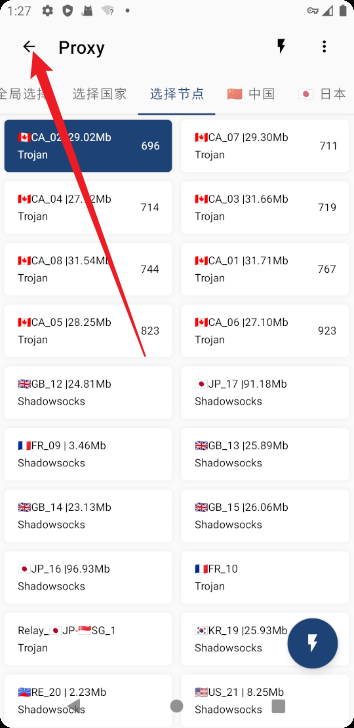 1:27
Proxy
全局选择 选择国家 选择节点 🇨🇳 中国 🇯🇵 日本
🇨🇦CA_02 |29.02Mb
Trojan
696
🇨🇦CA_07 |29.30Mb
Trojan
711
🇨🇦CA_04 |27.
Trojan
714
🇨🇦CA_03 |31.66Mb
Trojan
719
🇨🇦CA_08 |31.54Mb
Trojan
744
🇨🇦CA_01 |31.71Mb
Trojan
767
🇨🇦CA_05 |28.25Mb
Trojan
823
🇨🇦CA_06 |27.10Mb
Trojan
923
🇬🇧GB_12 |24.81Mb
Shadowsocks
🇯🇵JP_17 |91.18Mb
Shadowsocks
🇫🇷FR_09 | 3.46Mb
Shadowsocks
🇬🇧GB_13 |25.89Mb
Shadowsocks
🇬🇧GB_14 |23.13Mb
Shadowsocks
🇬🇧GB_15 |26.06Mb
Shadowsocks
🇯🇵JP_16 |96.93Mb
Shadowsocks
🇫🇷FR_10
Trojan
Relay_🇯🇵JP-🇸🇬SG_1
Trojan
🇰🇷KR_19 |25.93Mb
Shadowsocks
🇷🇪RE_20 | 2.23Mb
Shadowsocks
🇺🇸US_21 | 8.25Mb
Shadowsocks